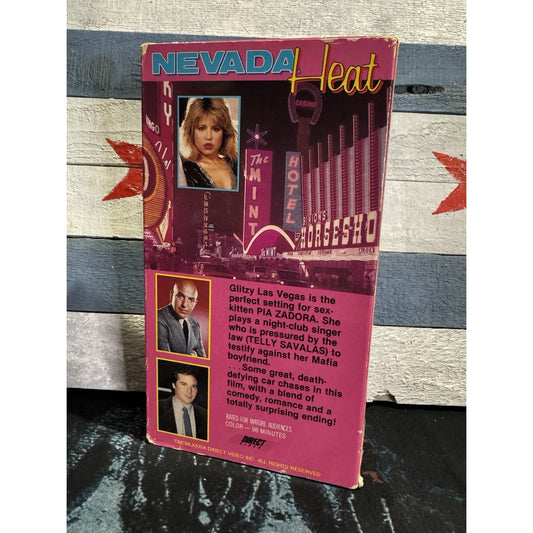 NEVADA Heat
KY
CASINO
The
MINT
HOTEL
HORSESHO
Glitzy Las Vegas is the
perfect setting for sex-
kitten PIA ZADORA. She
plays a night-club singer
who is pressured by the
law (TELLY SAVALAS) to
testify against her Mafia
boyfriend.
. . .Some great, death-
defying car chases in this
film, with a blend of
comedy, romance and a
totally surprising ending!
RATED FOR MATURE AUDIENCES
COLOR — 96 MINUTES
DIRECT
DIRECT VIDEO INC. ALL RIGHTS RESERVED